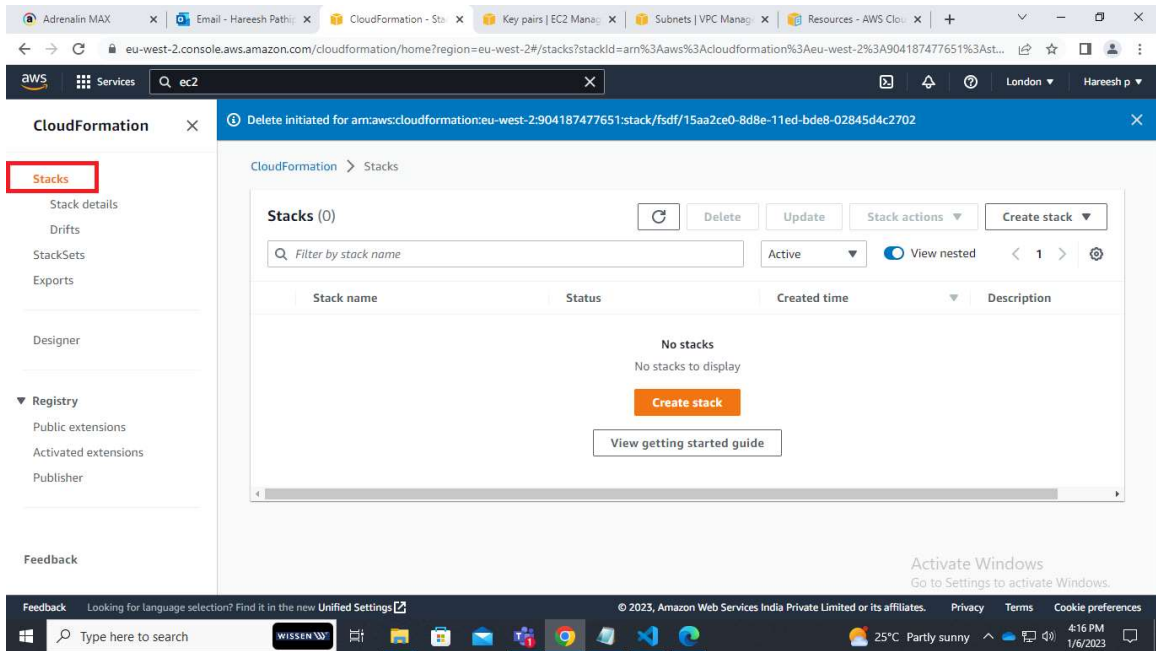 Adrenalin MAX
Email - Hareesh Pathip
CloudFormation - Sta
Key pairs | EC2 Manag
Subnets | VPC Manag
Resources - AWS Clou
eu-west-2.console.aws.amazon.com/cloudformation/home?region=eu-west-2#/stacks?stackId=arn%3Aaws%3Acloudformation%3Aeu-west-2%3A904187477651%3Ast...
aws Services ec2 London Hareesh p
CloudFormation
Delete initiated for arn:aws:cloudformation:eu-west-2:904187477651:stack/fsdf/15aa2ce0-8d8e-11ed-bde8-02845d4c2702
Stacks
Stack details
Drifts
StackSets
Exports
Designer
Registry
Public extensions
Activated extensions
Publisher
Feedback
CloudFormation > Stacks
Stacks (0) Delete Update Stack actions Create stack
Filter by stack name Active View nested 1
Stack name Status Created time Description
No stacks
No stacks to display
Create stack
View getting started guide
Activate Windows
Go to Settings to activate Windows.
Feedback Looking for language selection? Find it in the new Unified Settings © 2023, Amazon Web Services India Private Limited or its affiliates. Privacy Terms Cookie preferences
Type here to search WISSEN 25°C Partly sunny 4:16 PM
1/6/2023